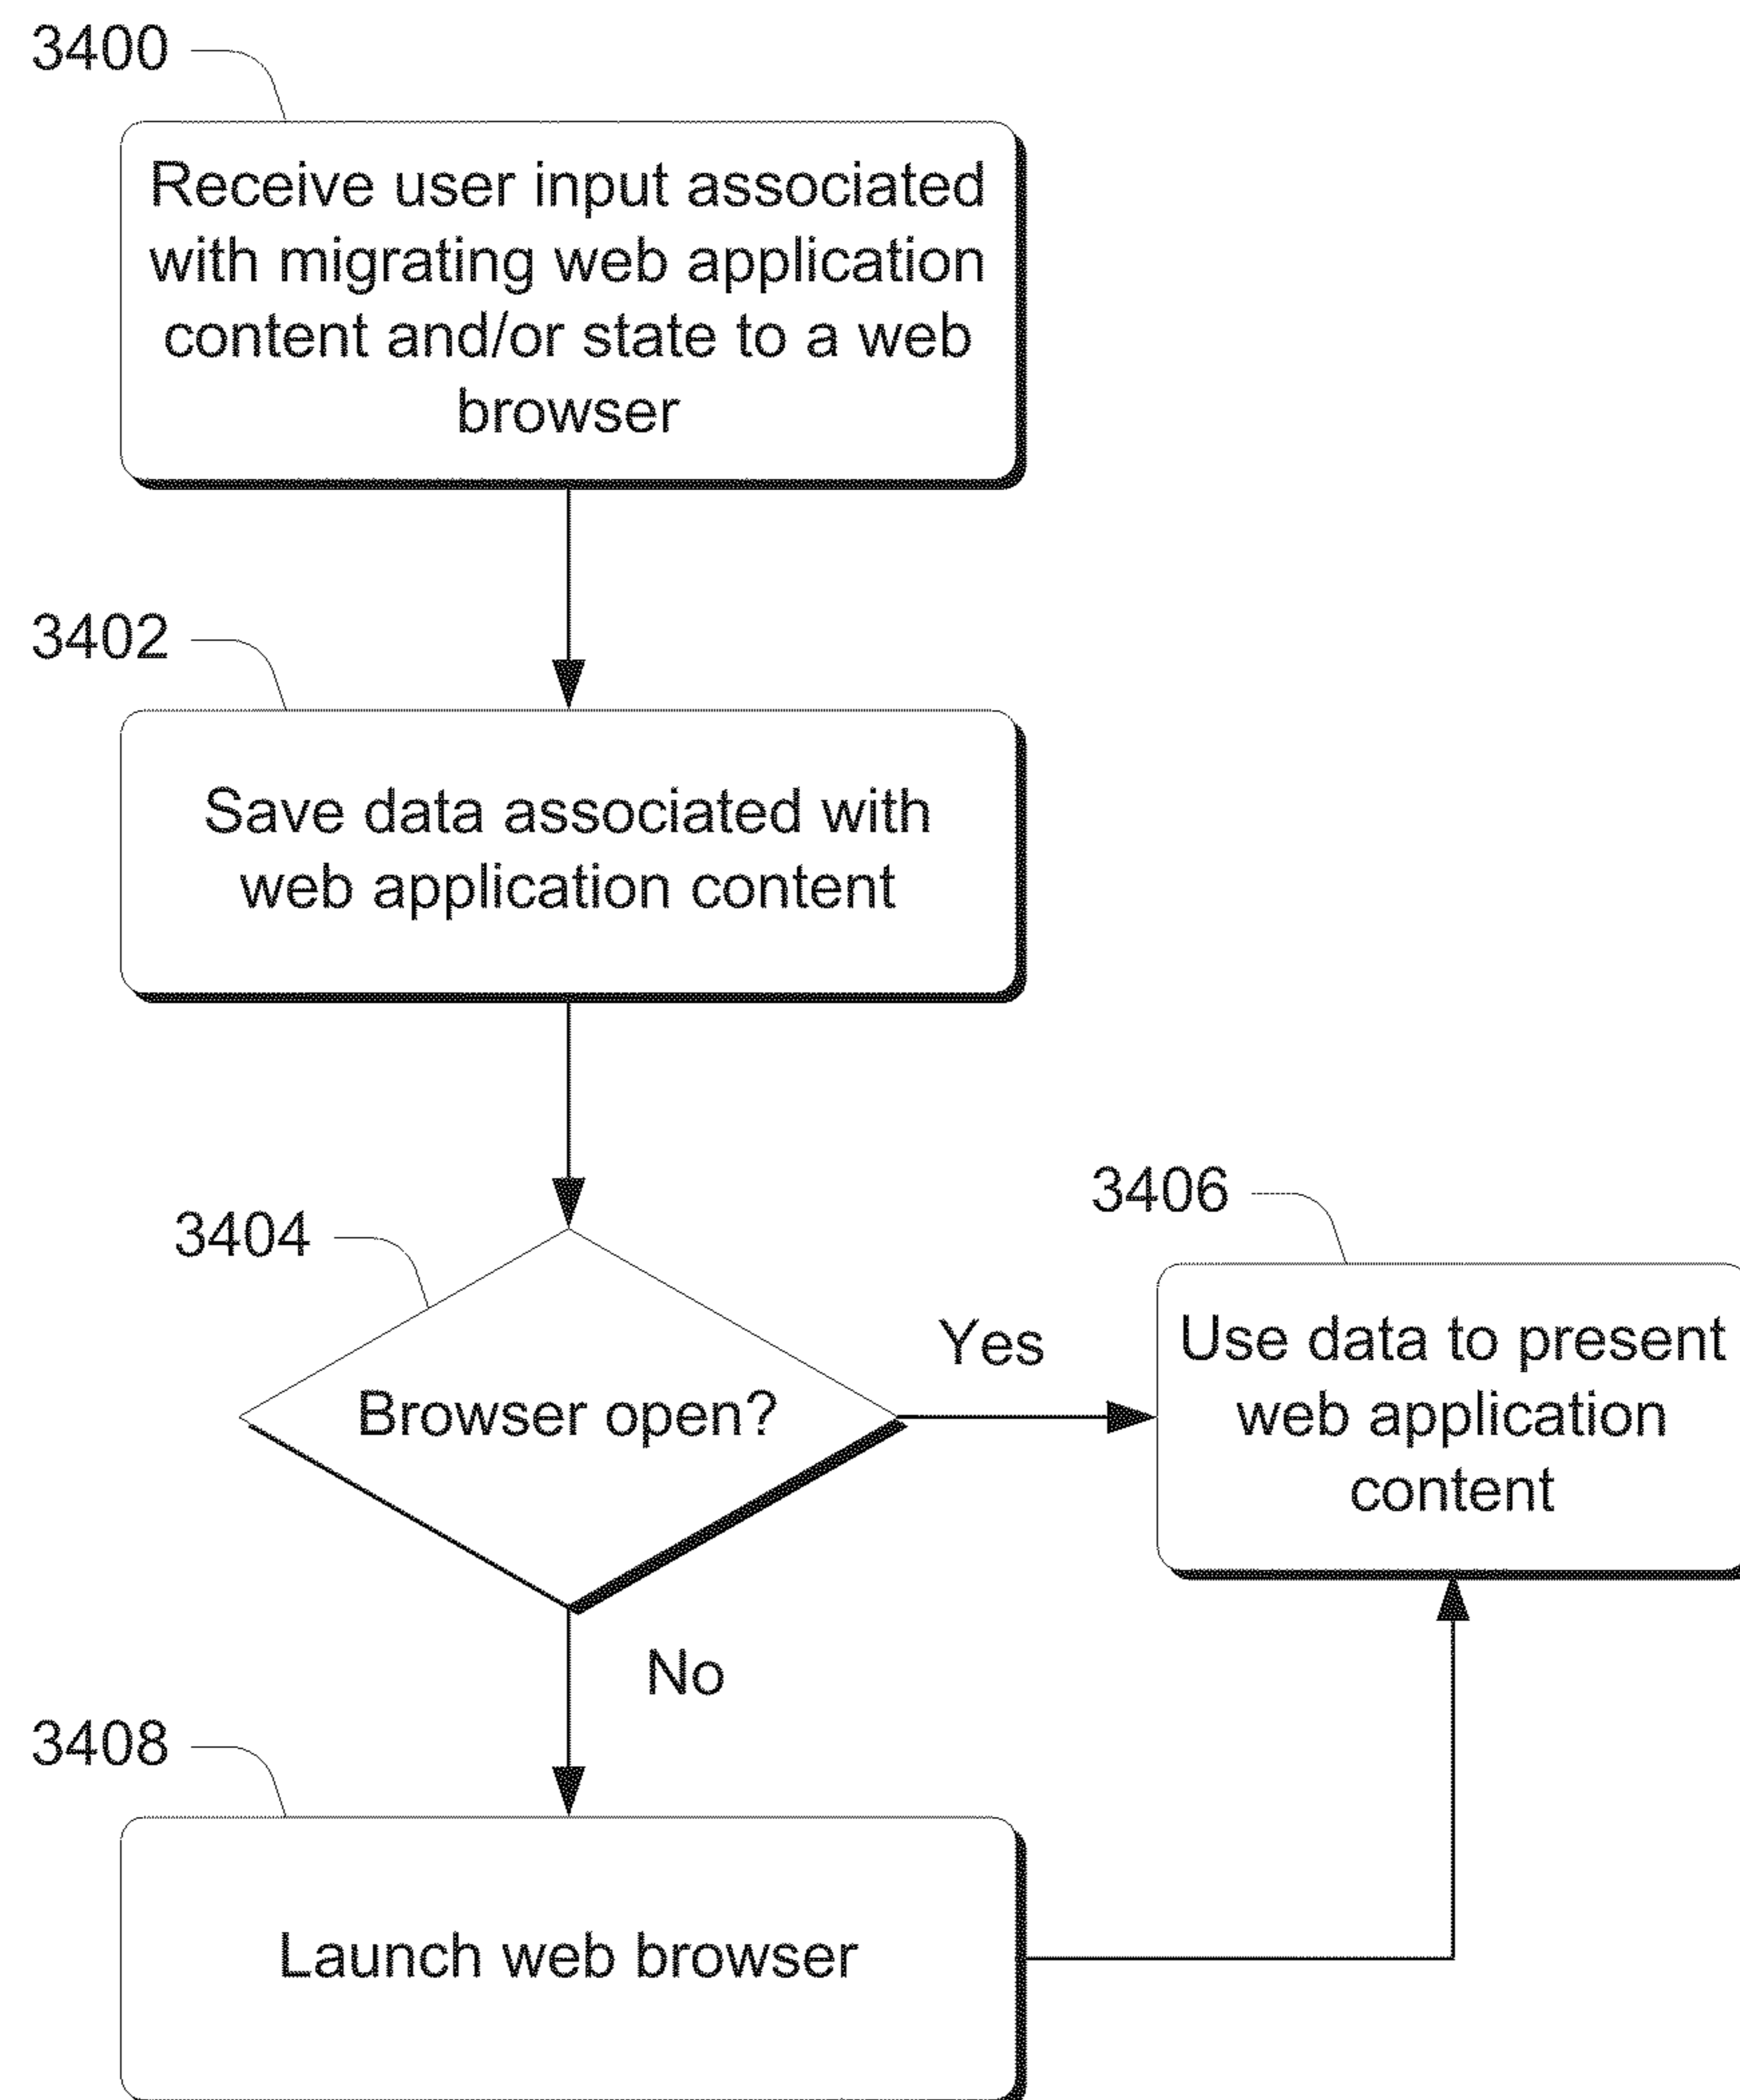 3400
Receive user input associated
with migrating web application
content and/or state to a web
browser
3402
Save data associated with
web application content
3404
Browser open?
Yes
3406
Use data to present
web application
content
No
3408
Launch web browser